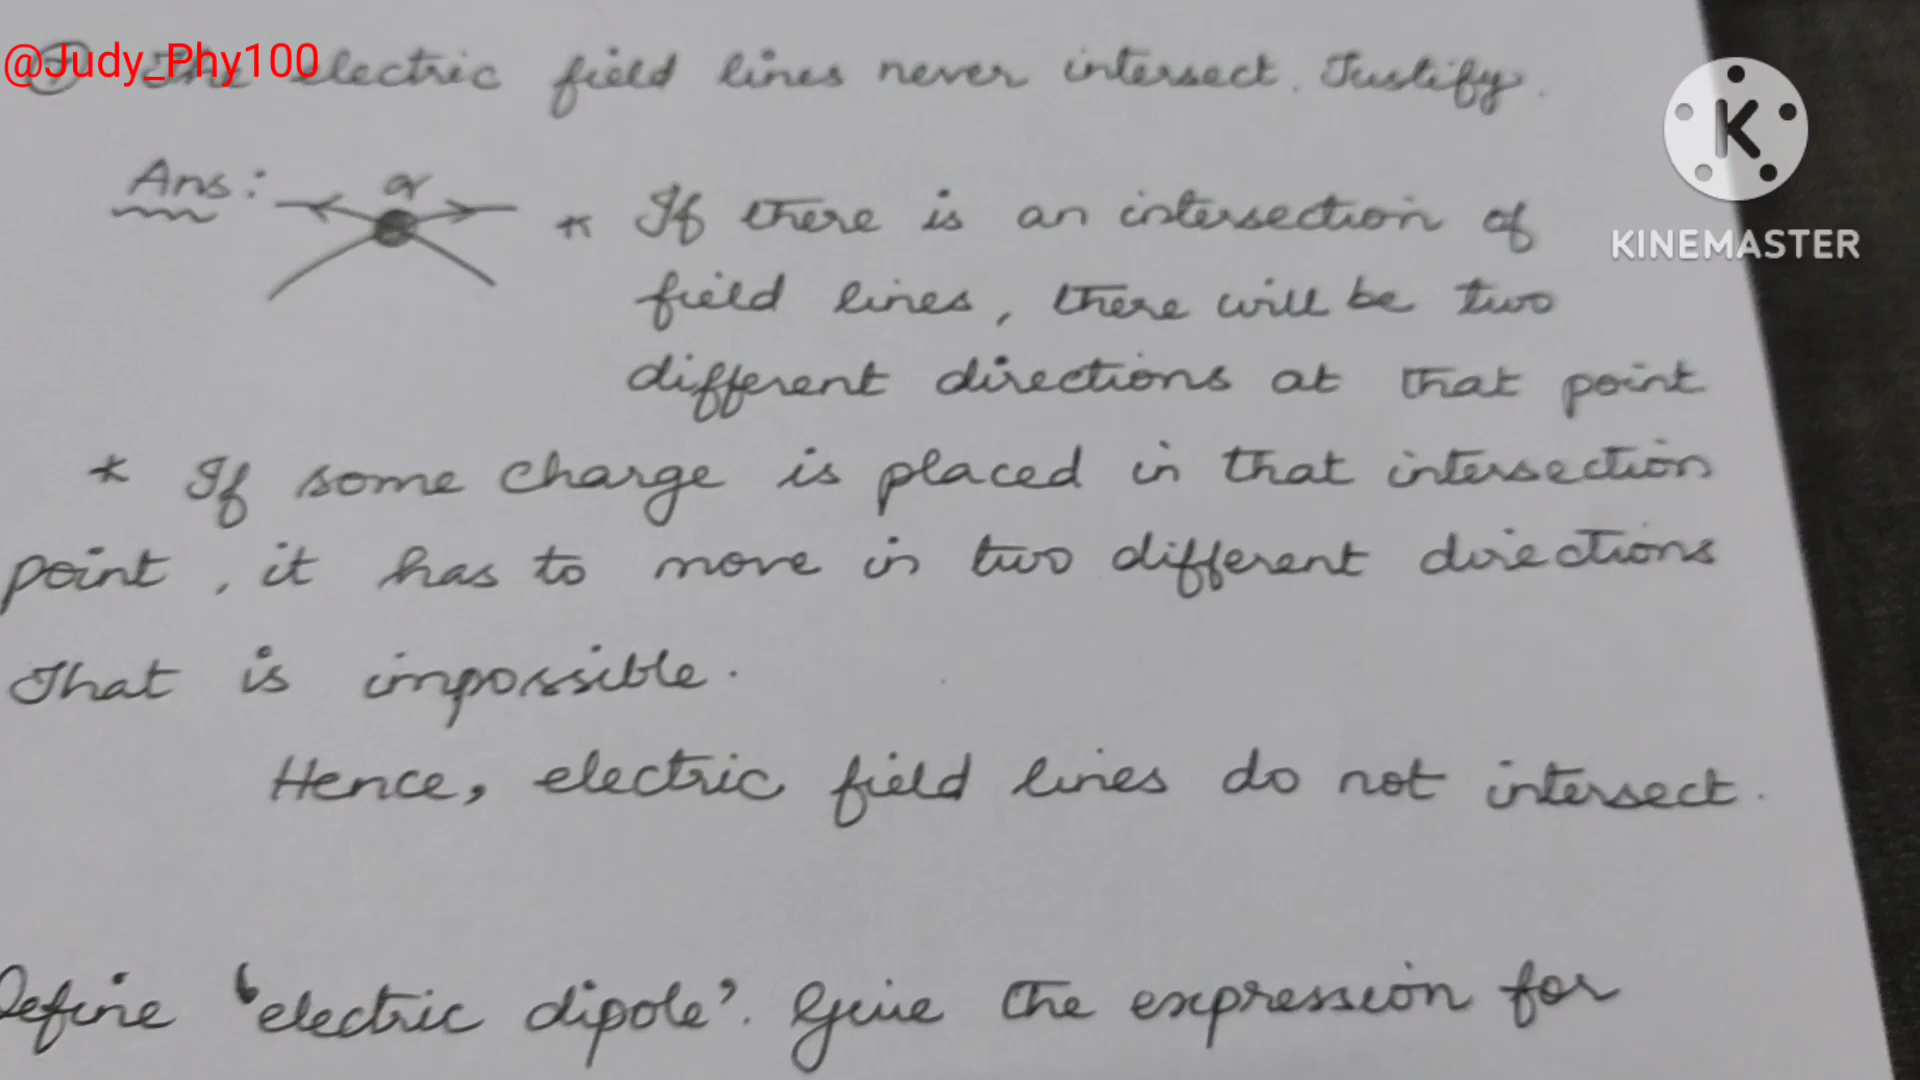 @Judy_Phy100
The electric field lines never intersect. Justify.
Ans:
* If there is an intersection of
field lines, there will be two
different directions at that point
* If some charge is placed in that intersection
point, it has to move in two different directions
That is impossible.
Hence, electric field lines do not intersect.
Define 'electric dipole'. Give the expression for
K
KINEMASTER